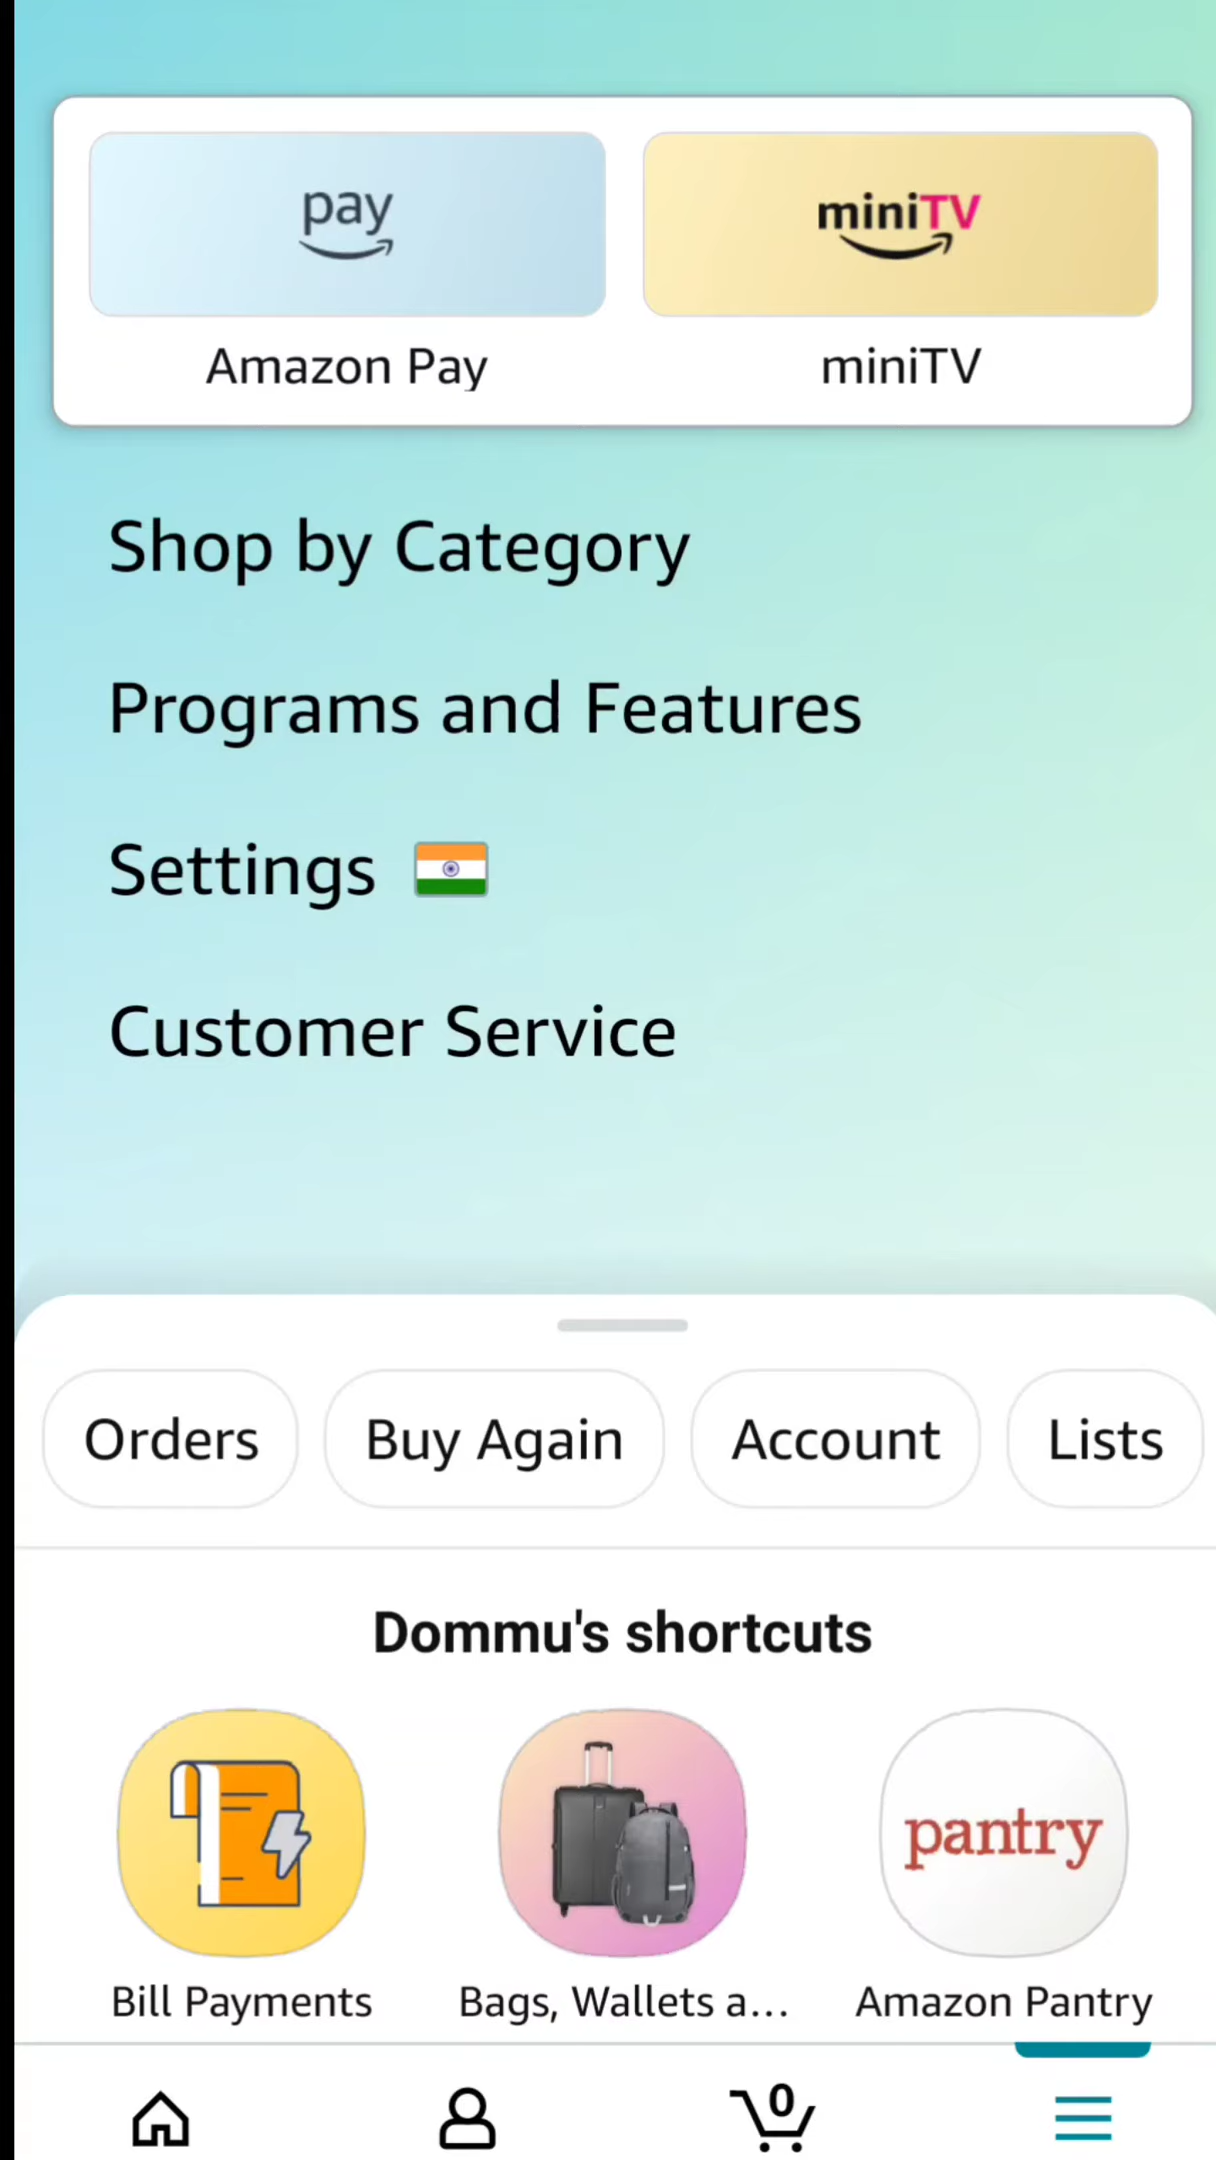 pay
miniTV
Amazon Pay
miniTV
Shop by Category
Programs and Features
Settings
Customer Service
Orders
Buy Again
Account
Lists
Dommu's shortcuts
pantry
Bill Payments
Bags, Wallets a...
Amazon Pantry
0